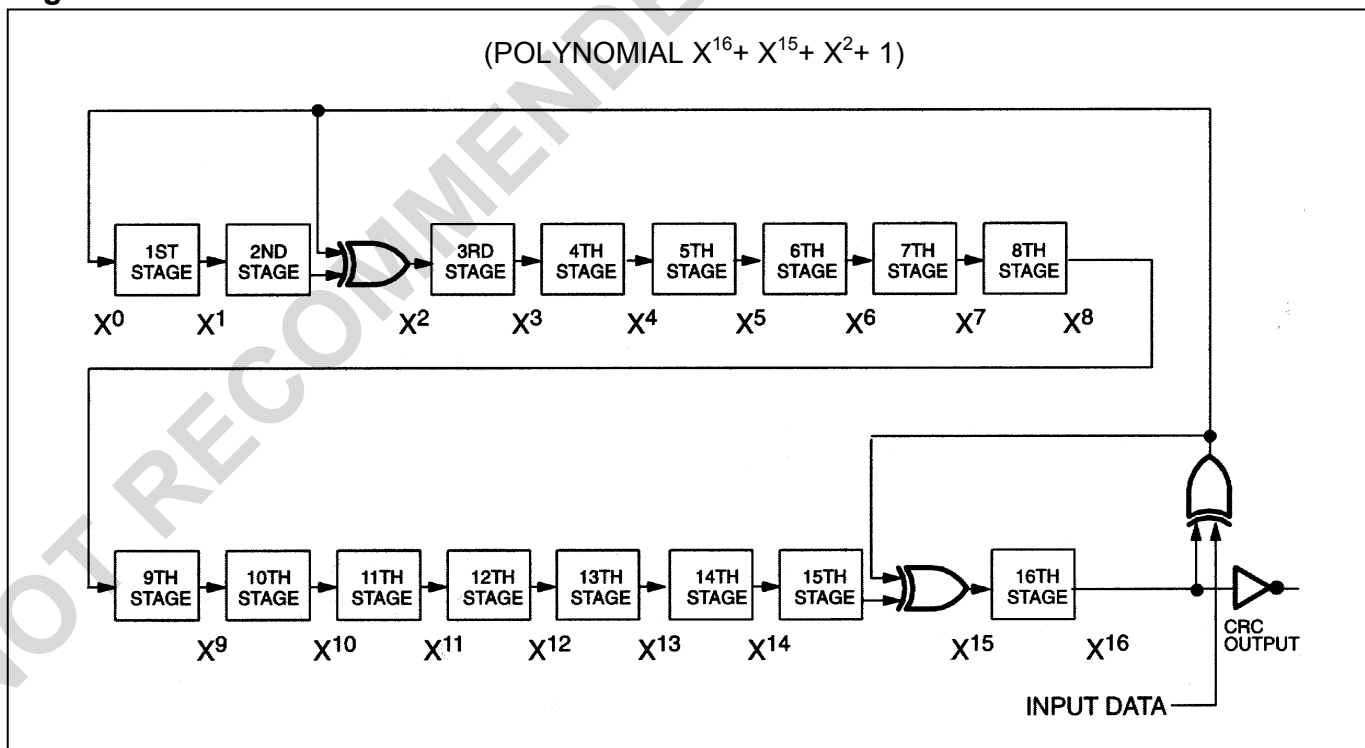 (POLYNOMIAL X16+ X15+ X2+ 1)
1ST
STAGE
2ND
STAGE
3RD
STAGE
4TH
STAGE
5TH
STAGE
6TH
STAGE
7TH
STAGE
8TH
STAGE
X0 X1 X2 X3 X4 X5 X6 X7 X8
9TH
STAGE
10TH
STAGE
11TH
STAGE
12TH
STAGE
13TH
STAGE
14TH
STAGE
15TH
STAGE
16TH
STAGE
X9 X10 X11 X12 X13 X14 X15 X16
CRC
OUTPUT
INPUT DATA
NOT RECOMMENDE